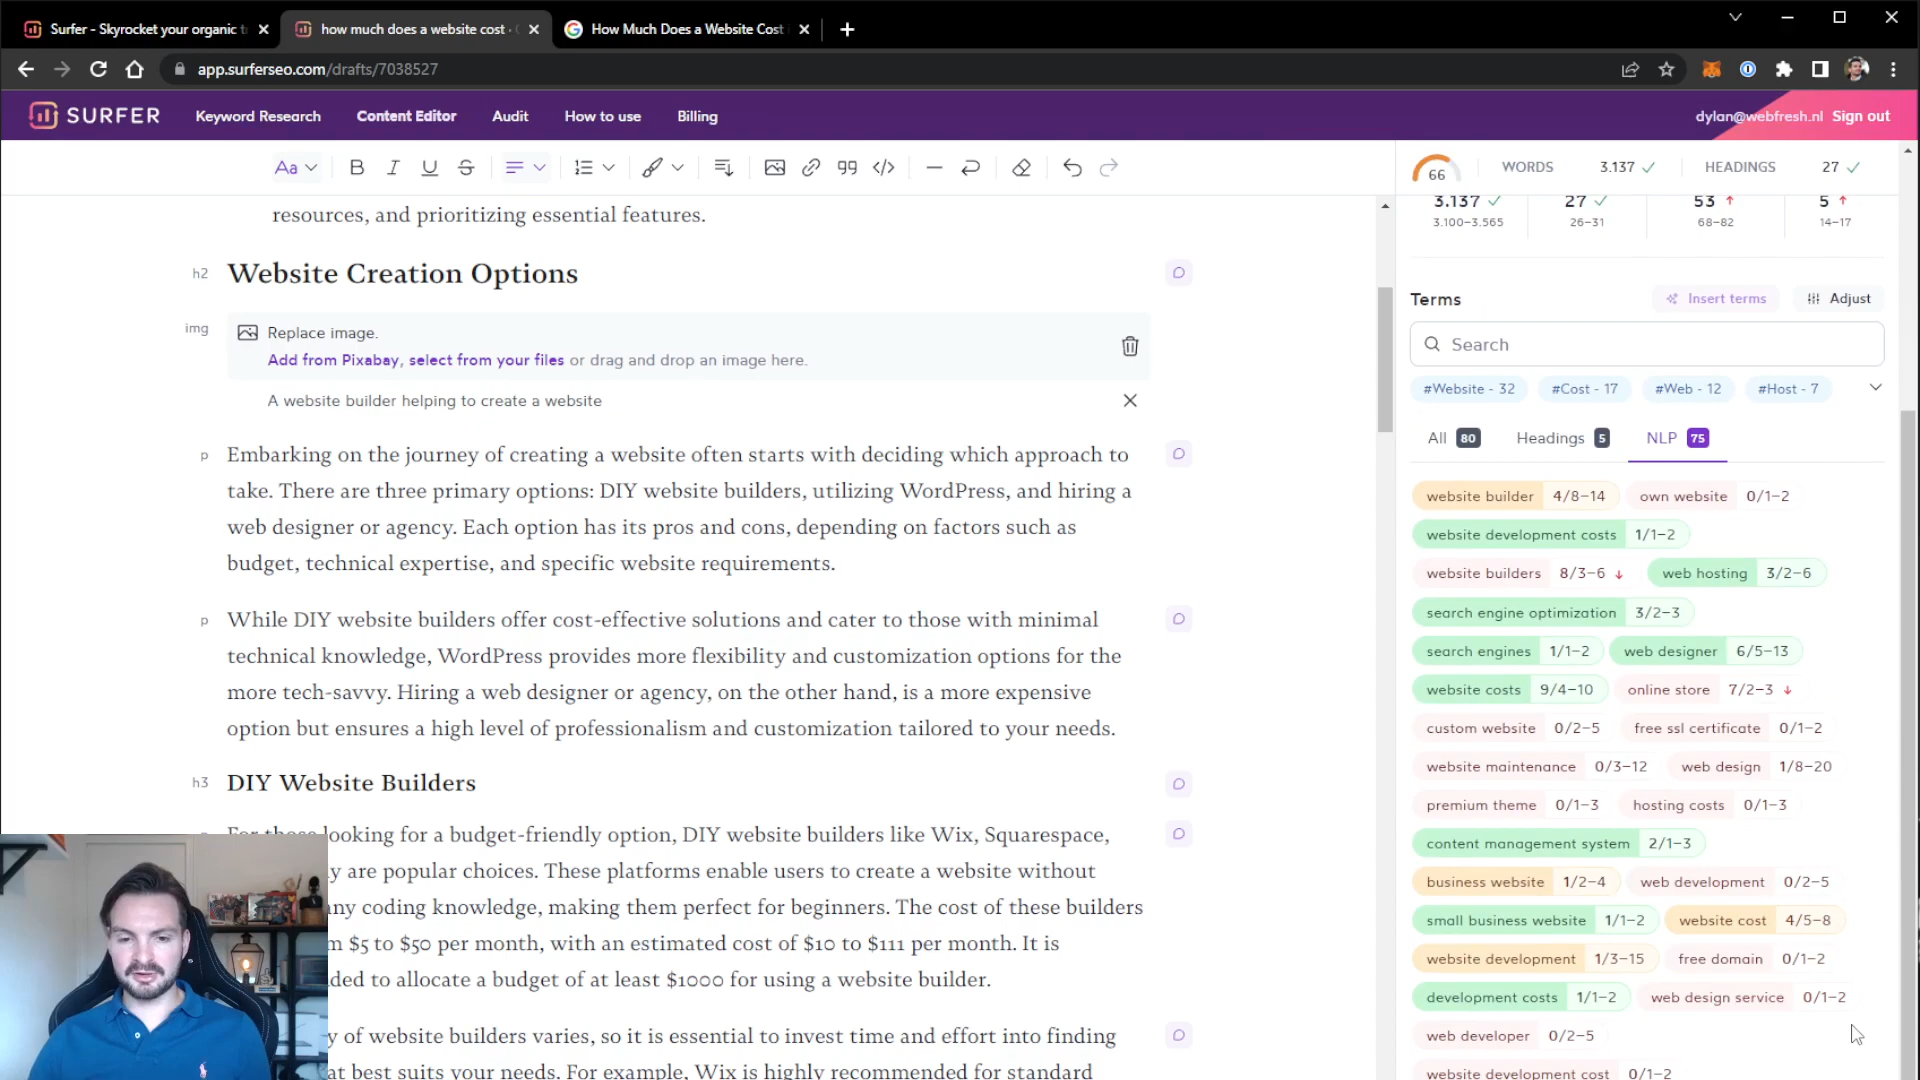 Surfer - Skyrocket your organic t
how much does a website cost -
How Much Does a Website Cost
app.surferseo.com/drafts/7038527
SURFER
Keyword Research
Content Editor
Audit
How to use
Billing
dylan@webfresh.nl
Sign out
Aa
66
WORDS
3.137
HEADINGS
27
resources, and prioritizing essential features.
h2
Website Creation Options
img
Replace image.
Add from Pixabay, select from your files or drag and drop an image here.
A website builder helping to create a website
p
Embarking on the journey of creating a website often starts with deciding which approach to
take. There are three primary options: DIY website builders, utilizing WordPress, and hiring a
web designer or agency. Each option has its pros and cons, depending on factors such as
budget, technical expertise, and specific website requirements.
p
While DIY website builders offer cost-effective solutions and cater to those with minimal
technical knowledge, WordPress provides more flexibility and customization options for the
more tech-savvy. Hiring a web designer or agency, on the other hand, is a more expensive
option but ensures a high level of professionalism and customization tailored to your needs.
h3
DIY Website Builders
For those looking for a budget-friendly option, DIY website builders like Wix, Squarespace,
y are popular choices. These platforms enable users to create a website without
any coding knowledge, making them perfect for beginners. The cost of these builders
m $5 to $50 per month, with an estimated cost of $10 to $111 per month. It is
ded to allocate a budget of at least $1000 for using a website builder.
y of website builders varies, so it is essential to invest time and effort into finding
at best suits your needs. For example, Wix is highly recommended for standard
3.137
3.100–3.565
27
26–31
53
68–82
5
14–17
Terms
Insert terms
Adjust
Search
#Website - 32
#Cost - 17
#Web - 12
#Host - 7
All 80
Headings 5
NLP 75
website builder 4/8–14
own website 0/1–2
website development costs 1/1–2
website builders 8/3–6
web hosting 3/2–6
search engine optimization 3/2–3
search engines 1/1–2
web designer 6/5–13
website costs 9/4–10
online store 7/2–3
custom website 0/2–5
free ssl certificate 0/1–2
website maintenance 0/3–12
web design 1/8–20
premium theme 0/1–3
hosting costs 0/1–3
content management system 2/1–3
business website 1/2–4
web development 0/2–5
small business website 1/1–2
website cost 4/5–8
website development 1/3–15
free domain 0/1–2
development costs 1/1–2
web design service 0/1–2
web developer 0/2–5
website development cost 0/1–2